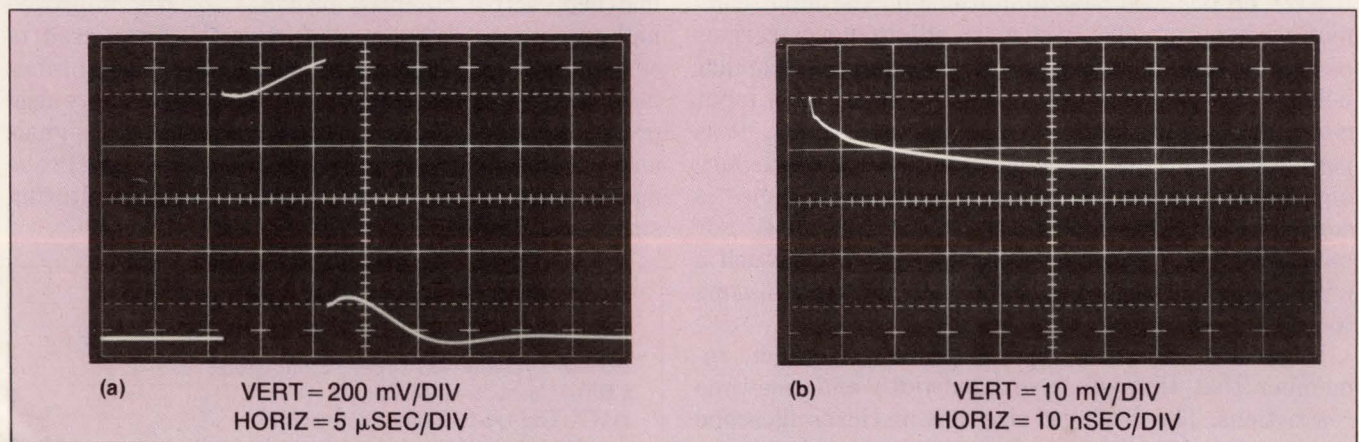 (a)
VERT = 200 mV/DIV
HORIZ = 5 µSEC/DIV
(b)
VERT = 10 mV/DIV
HORIZ = 10 nSEC/DIV